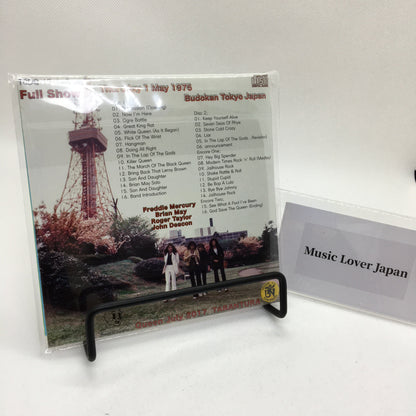 Full Show
1 May 1975
Budokan Tokyo Japan
02. Now I'm Here
03. Ogre Battle
04. Great King Rat
05. White Queen (As It Began)
06. Flick Of The Wrist
07. Hangman
08. Doing All Right
09. In The Lap Of The Gods
10. Killer Queen
11. The March Of The Black Queen
12. Bring Back That Leroy Brown
13. Son And Daughter
14. Brian May Solo
15. Son And Daughter
16. Band Introduction
Disc 2:
01. Keep Yourself Alive
02. Seven Seas Of Rhye
03. Stone Cold Crazy
04. Liar
05. In The Lap Of The Gods... Revisited
06. announcement
Encore One:
07. Hey Big Spender
08. Modern Times Rock 'n' Roll
09. Jailhouse Rock
10. Shake Rattle & Roll
11. Stupid Cupid
12. Be Bop A Lula
13. Bye Bye Johnny
14. Jailhouse Rock
Encore Two:
15. See What A Fool I've Been
16. God Save The Queen (Ending)
Freddie Mercury
Brian May
Roger Taylor
John Deacon
2017 TARANTURA
Music Lover Japan